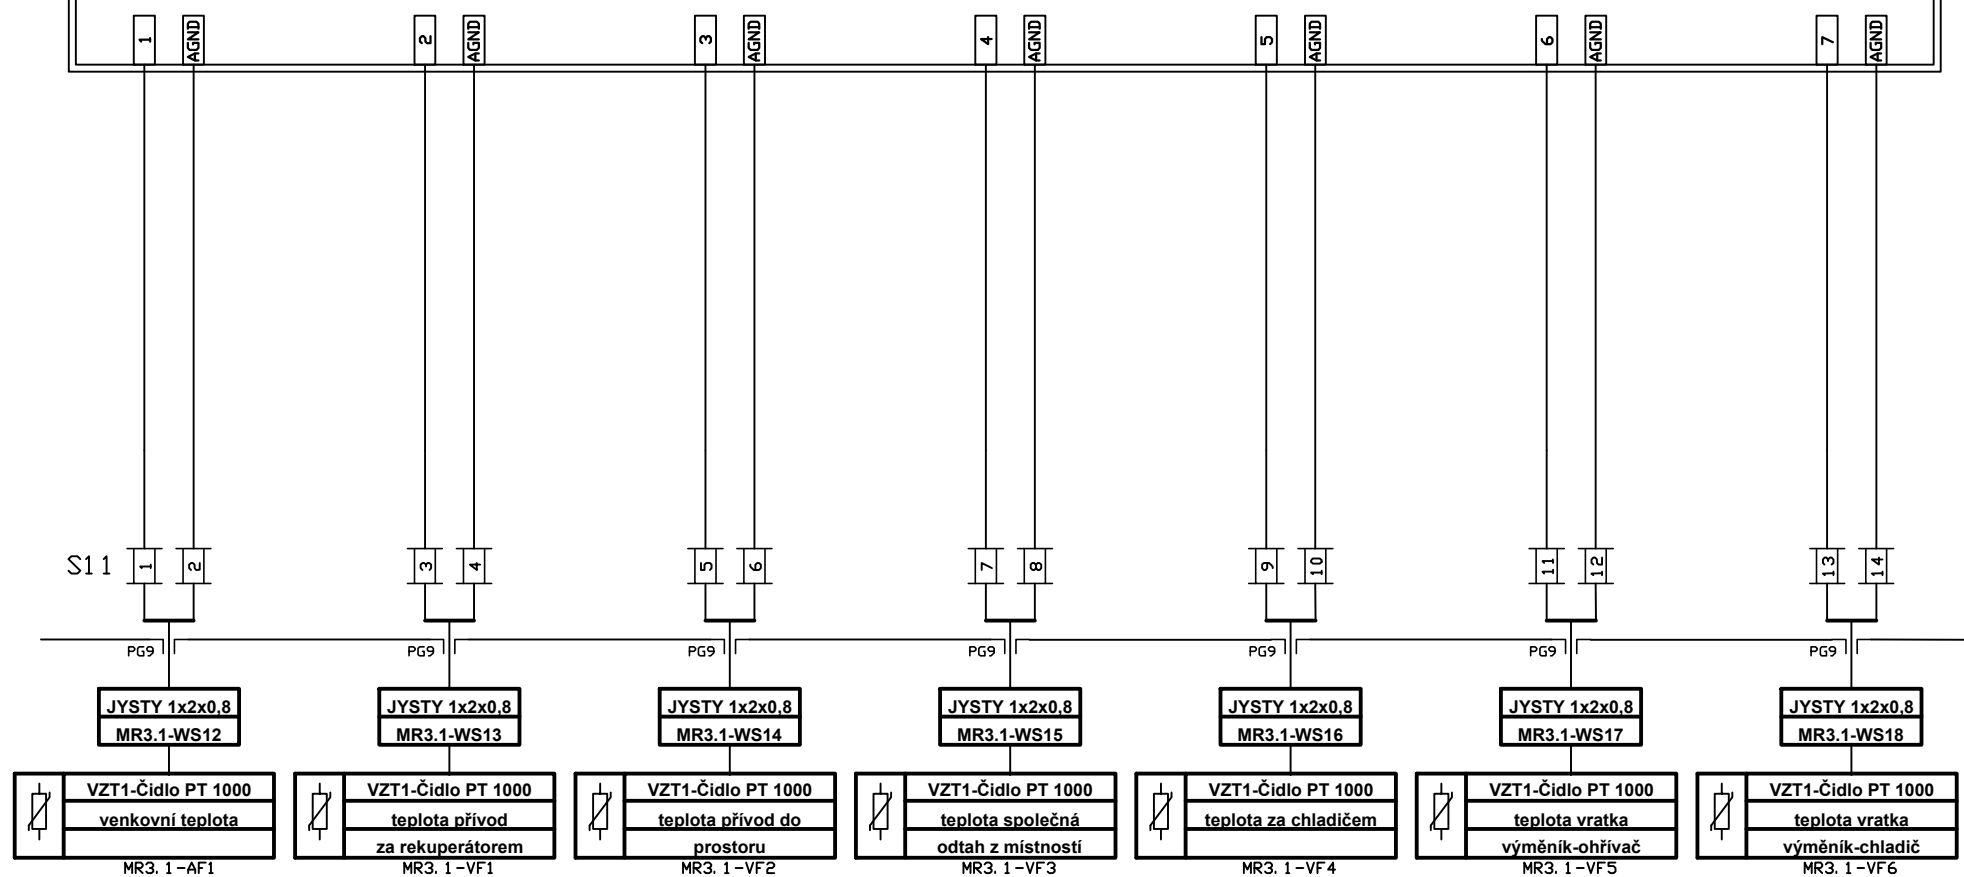 1 AGND 2 AGND 3 AGND 4 AGND 5 AGND 6 AGND 7 AGND
S11 1 2 3 4 5 6 7 8 9 10 11 12 13 14
PG9 PG9 PG9 PG9 PG9 PG9 PG9
JYSTY 1x2x0,8 JYSTY 1x2x0,8 JYSTY 1x2x0,8 JYSTY 1x2x0,8 JYSTY 1x2x0,8 JYSTY 1x2x0,8 JYSTY 1x2x0,8
MR3.1-WS12 MR3.1-WS13 MR3.1-WS14 MR3.1-WS15 MR3.1-WS16 MR3.1-WS17 MR3.1-WS18
VZT1-Čidlo PT 1000 VZT1-Čidlo PT 1000 VZT1-Čidlo PT 1000 VZT1-Čidlo PT 1000 VZT1-Čidlo PT 1000 VZT1-Čidlo PT 1000 VZT1-Čidlo PT 1000
venkovní teplota teplota přívod teplota přívod do teplota společná teplota za chladičem teplota vratka teplota vratka
za rekuperátorem prostoru odtah z místností výměník-ohřívač výměník-chladič
MR3.1-AF1 MR3.1-VF1 MR3.1-VF2 MR3.1-VF3 MR3.1-VF4 MR3.1-VF5 MR3.1-VF6